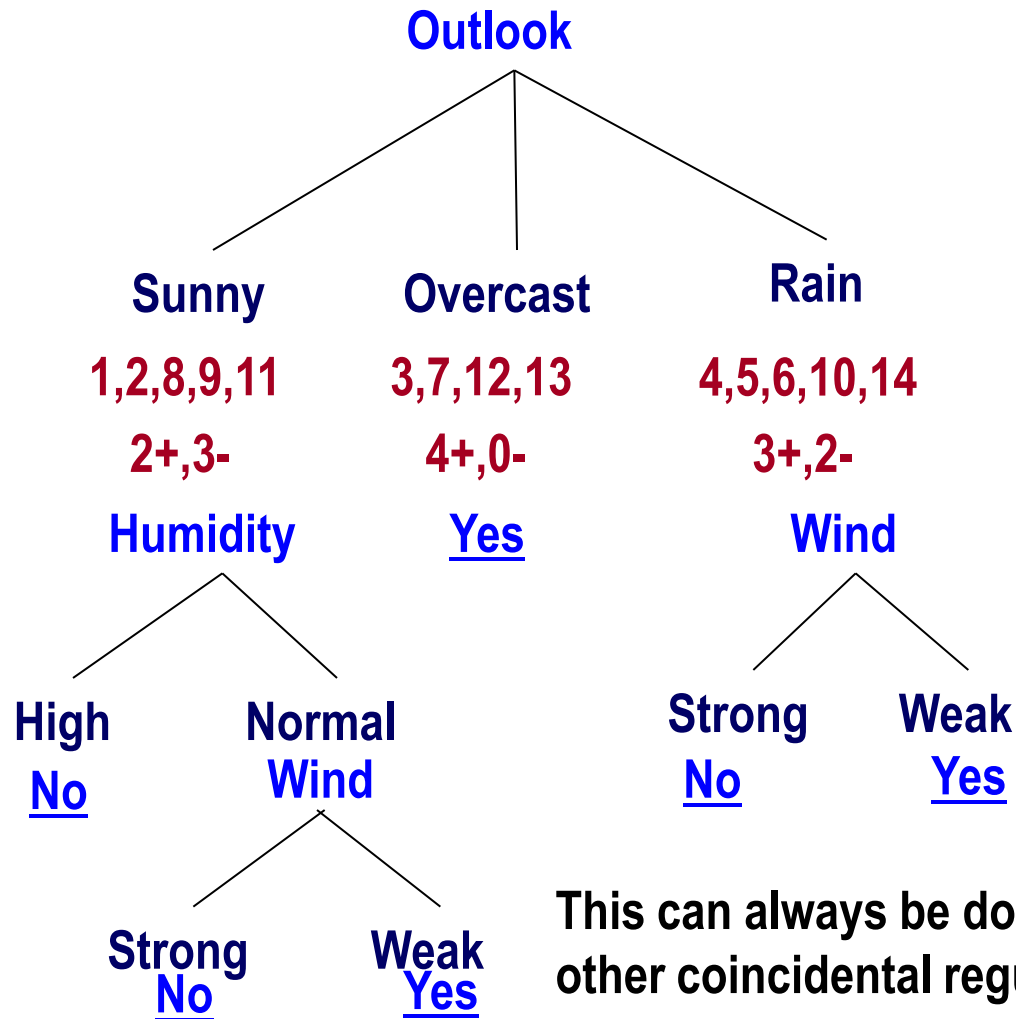 Outlook
Sunny Overcast Rain
1,2,8,9,11 3,7,12,13 4,5,6,10,14
2+,3- 4+,0- 3+,2-
Humidity Yes Wind
High Normal Strong Weak
No Wind No Yes
This can always be do
other coincidental regu
Strong Weak
No Yes